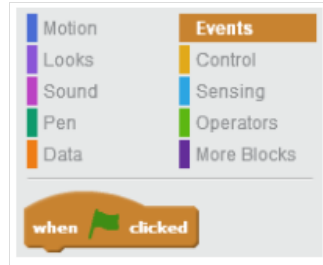 Motion Events
Looks Control
Sound Sensing
Pen Operators
Data More Blocks
when clicked